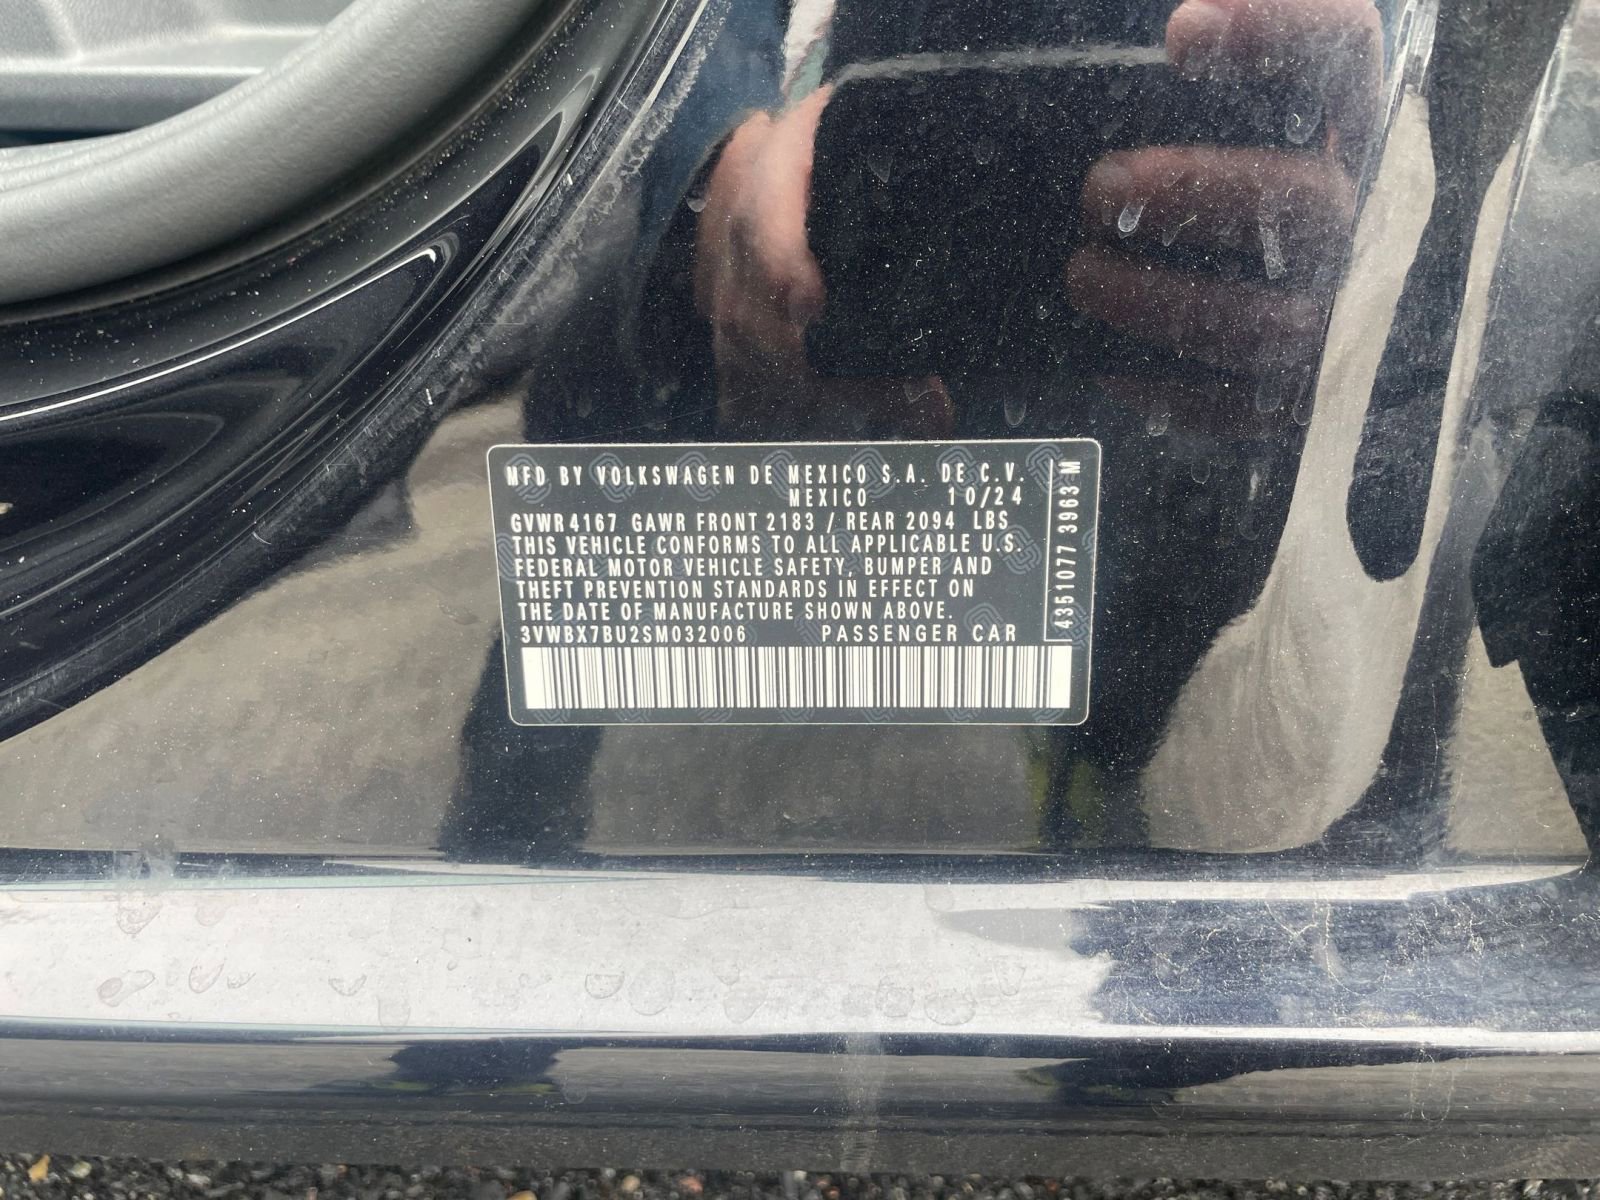 MFD BY VOLKSWAGEN DE MEXICO S.A. DE C.V.
MEXICO 10/24
GVWR 4167 GAWR FRONT 2183 / REAR 2094 LBS
THIS VEHICLE CONFORMS TO ALL APPLICABLE U.S.
FEDERAL MOTOR VEHICLE SAFETY, BUMPER AND
THEFT PREVENTION STANDARDS IN EFFECT ON
THE DATE OF MANUFACTURE SHOWN ABOVE.
3VWBX7BU2SM032006 PASSENGER CAR
4351077 3963 M